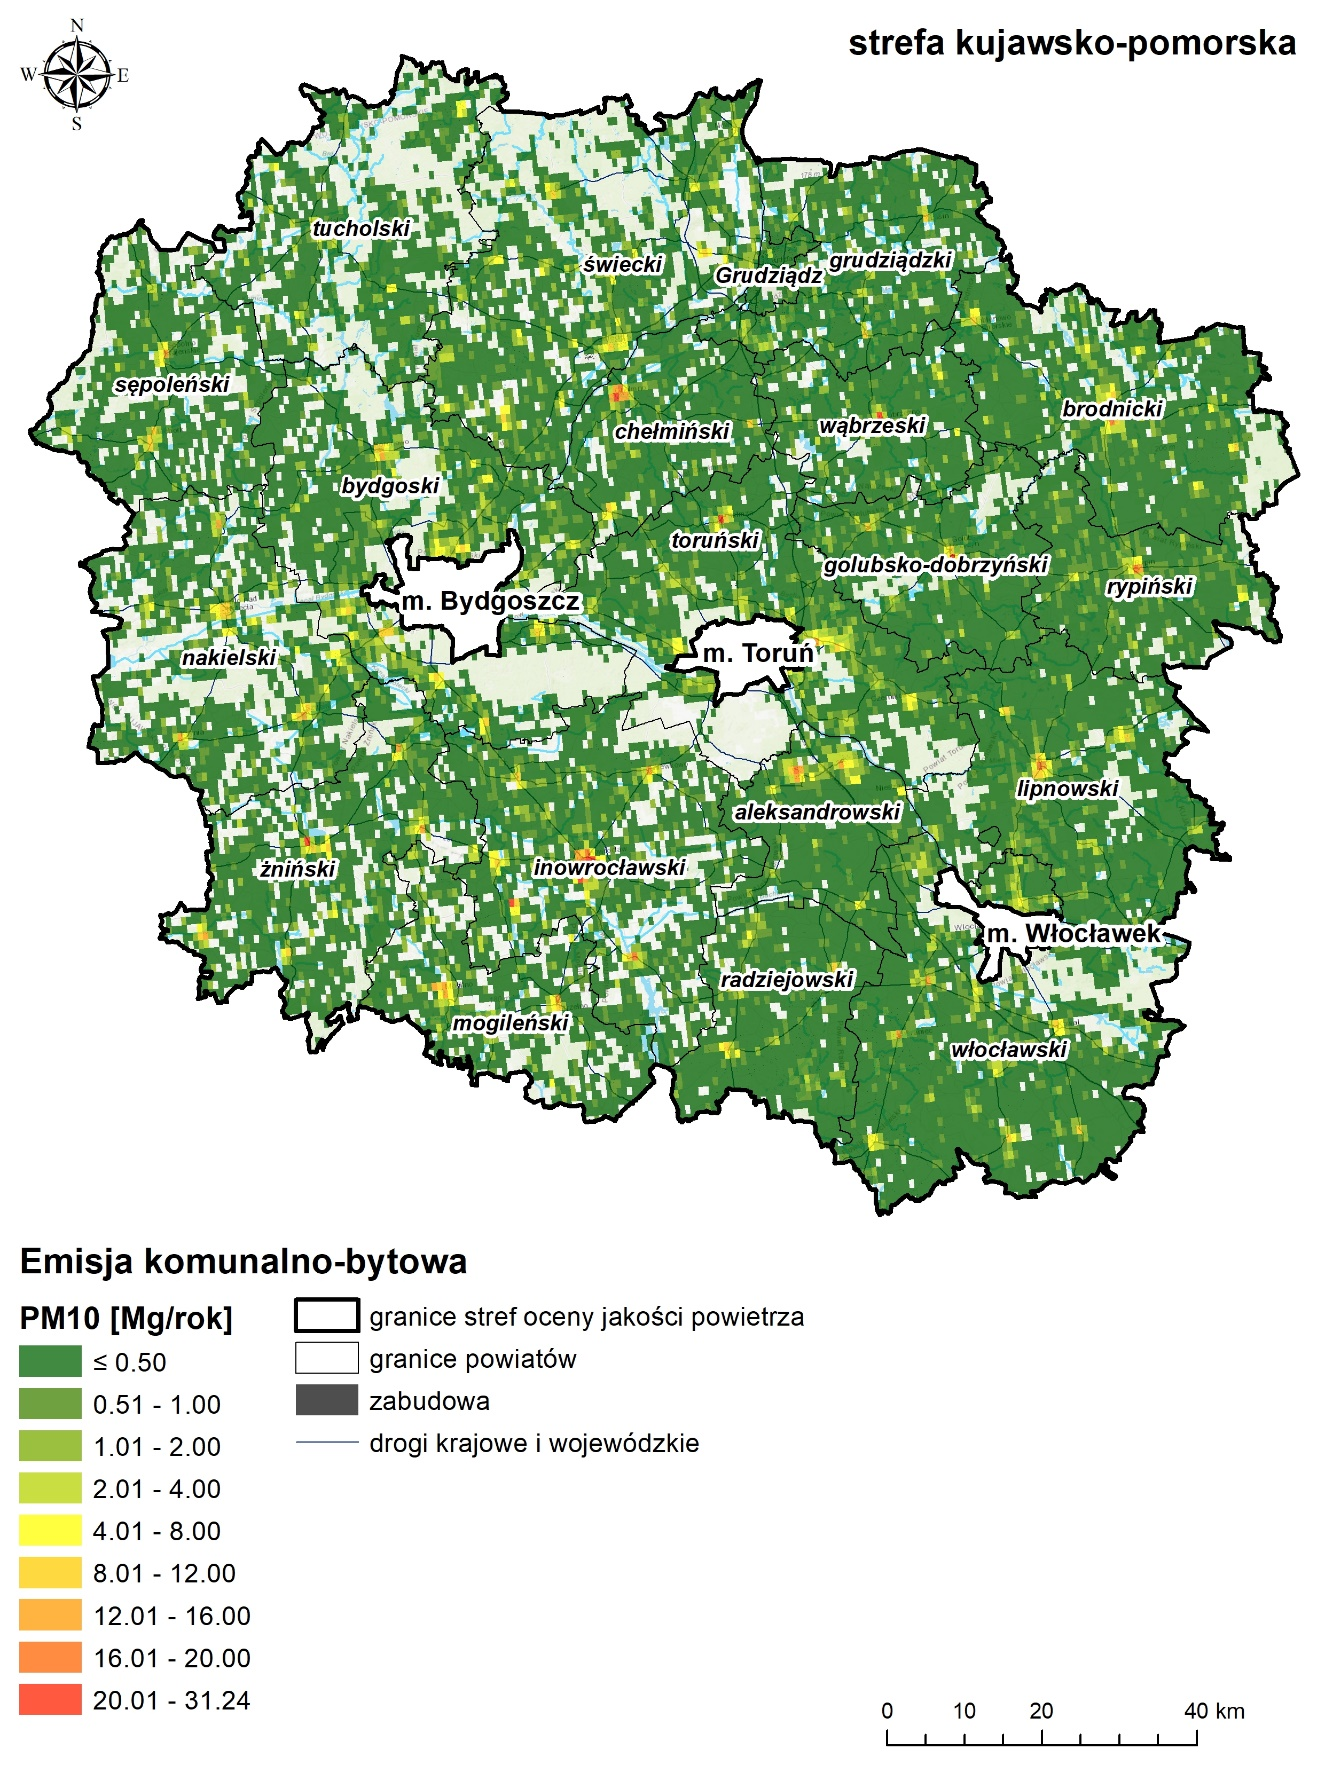 N
strefa kujawsko-pomorska
W E
S
tucholski
świecki
grudziądzki
Grudziądz
sępoleński
brodnicki
chełmiński
wąbrzeski
bydgoski
toruński
golubsko-dobrzyński
rypiński
m. Bydgoszcz
m. Toruń
nakielski
lipnowski
aleksandrowski
żniński
inowrocławski
m. Włocławek
radziejowski
mogileński
włocławski
Emisja komunalno-bytowa
PM10 [Mg/rok]
≤ 0.50
0.51 - 1.00
1.01 - 2.00
2.01 - 4.00
4.01 - 8.00
8.01 - 12.00
12.01 - 16.00
16.01 - 20.00
20.01 - 31.24
granice stref oceny jakości powietrza
granice powiatów
zabudowa
drogi krajowe i wojewódzkie
0 10 20 40 km